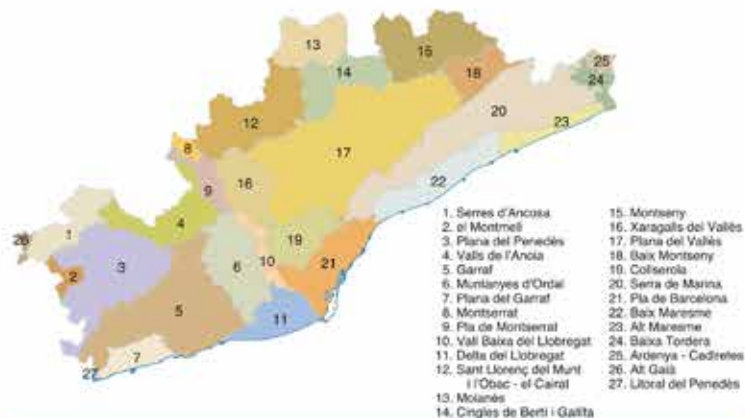 13
15
25
14
18
24
20
12
23
8
17
16
9
22
4
1
26
19
3
10
21
2
6
5
11
7
27
1. Serres d'Ancosa
2. el Montmell
3. Plana del Penedès
4. Valls de l'Anoia
5. Garraf
6. Muntanyes d'Ordal
7. Plana del Garraf
8. Montserrat
9. Pla de Montserrat
10. Vall Baixa del Llobregat
11. Delta del Llobregat
12. Sant Llorenç del Munt
i l'Obac - el Cairat
13. Moianès
14. Cingles de Bertí i Gallifa
15. Montseny
16. Xaragalls del Vallès
17. Plana del Vallès
18. Baix Montseny
19. Collserola
20. Serra de Marina
21. Pla de Barcelona
22. Baix Maresme
23. Alt Maresme
24. Baixa Tordera
25. Ardenya - Cadiretes
26. Alt Gaià
27. Litoral del Penedès